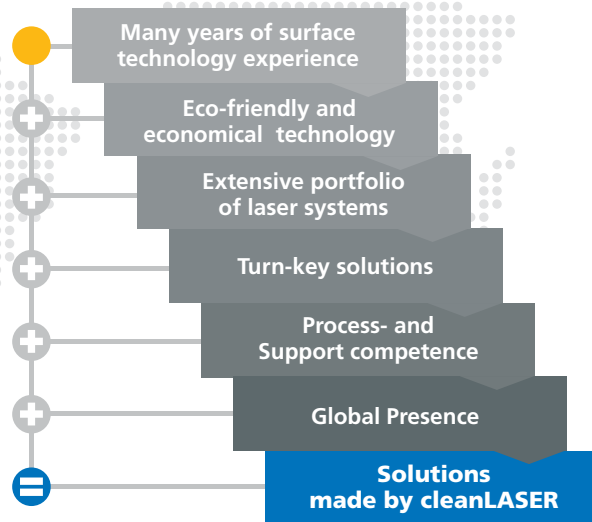 Many years of surface
technology experience
Eco-friendly and
economical technology
Extensive portfolio
of laser systems
Turn-key solutions
Process- and
Support competence
Global Presence
Solutions
made by cleanLASER